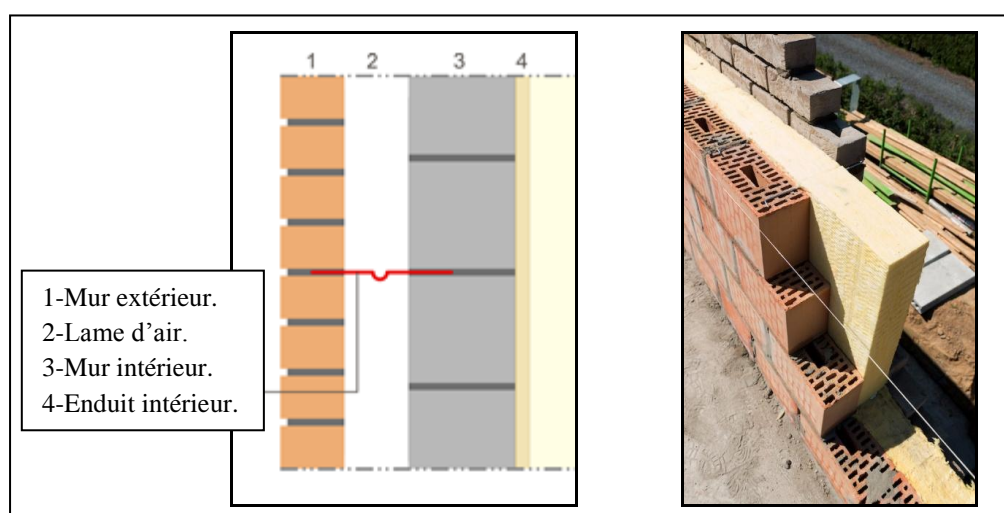 1 2 3 4
1-Mur extérieur.
2-Lame d’air.
3-Mur intérieur.
4-Enduit intérieur.